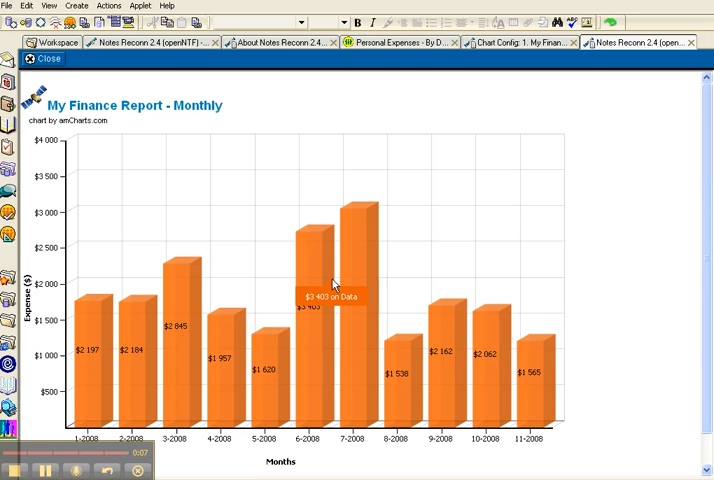 File Edit View Create Actions Applet Help
B I
Workspace Notes Reconn 2.4 (openNTF) -... About Notes Reconn 2.4... Personal Expenses - By D... Chart Config: 1. My Finan... Notes Reconn 2.4 (open...
Close
My Finance Report - Monthly
chart by amCharts.com
$4 000
$3 500
$3 000
$2 500
$2 000
$1 500
$1 000
$500
Expense ($)
$2 197
$2 184
$2 845
$1 957
$1 620
$3 403 on Data
$3 403
$1 538
$2 162
$2 062
$1 565
1-2008 2-2008 3-2008 4-2008 5-2008 6-2008 7-2008 8-2008 9-2008 10-2008 11-2008
Months
0:07